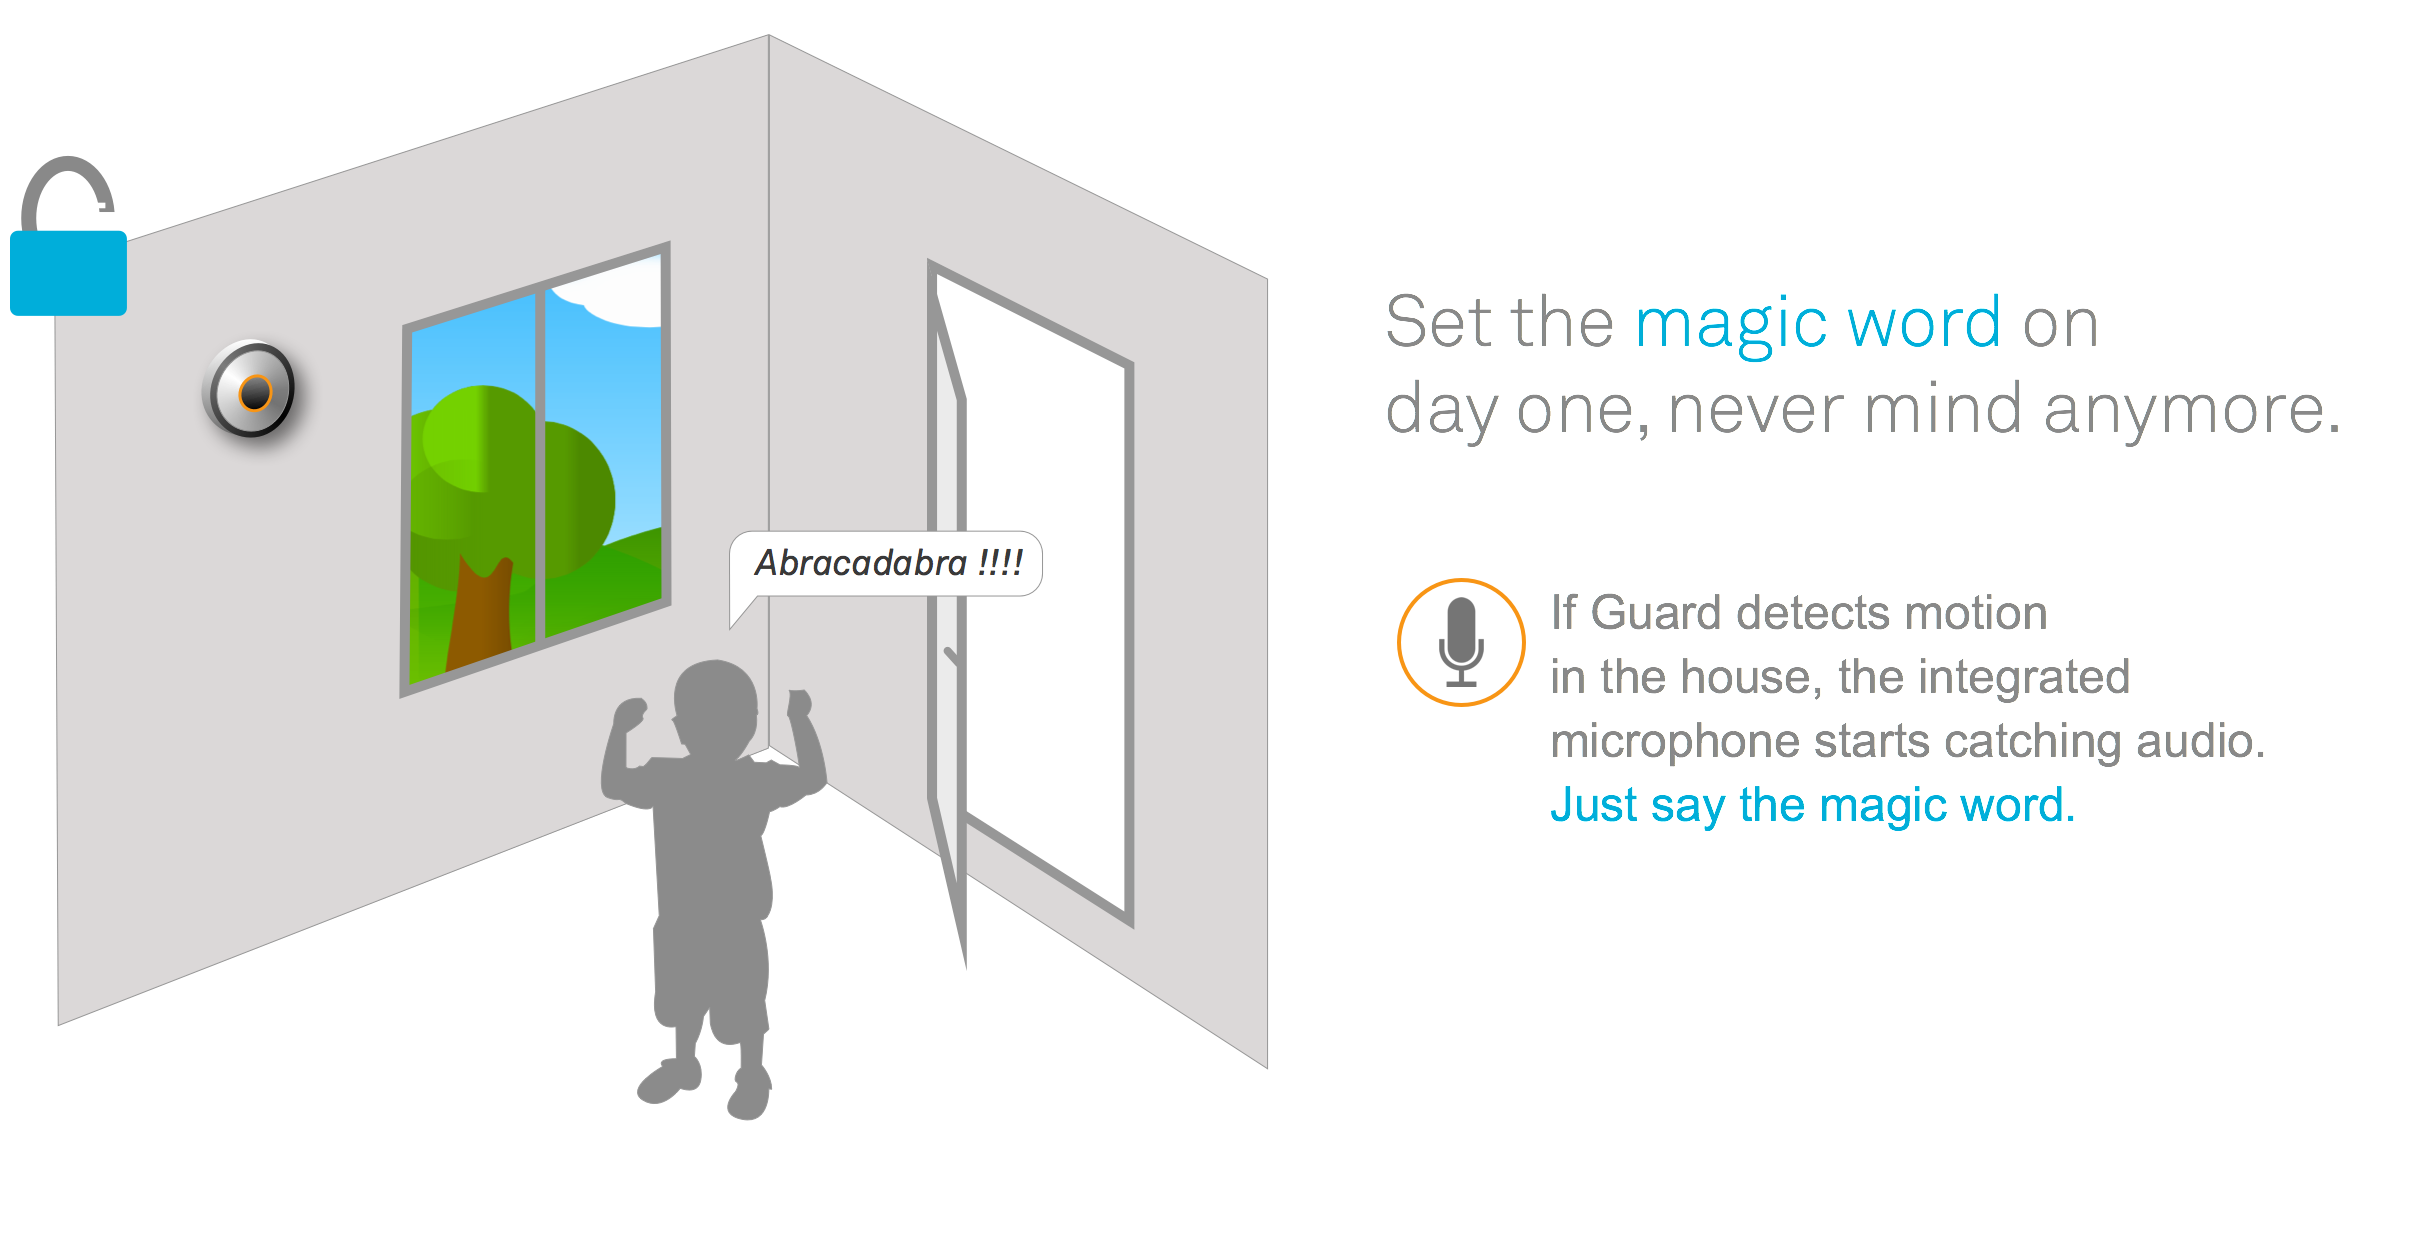 Set the magic word on
day one, never mind anymore.
Abracadabra !!!!
If Guard detects motion
in the house, the integrated
microphone starts catching audio.
Just say the magic word.